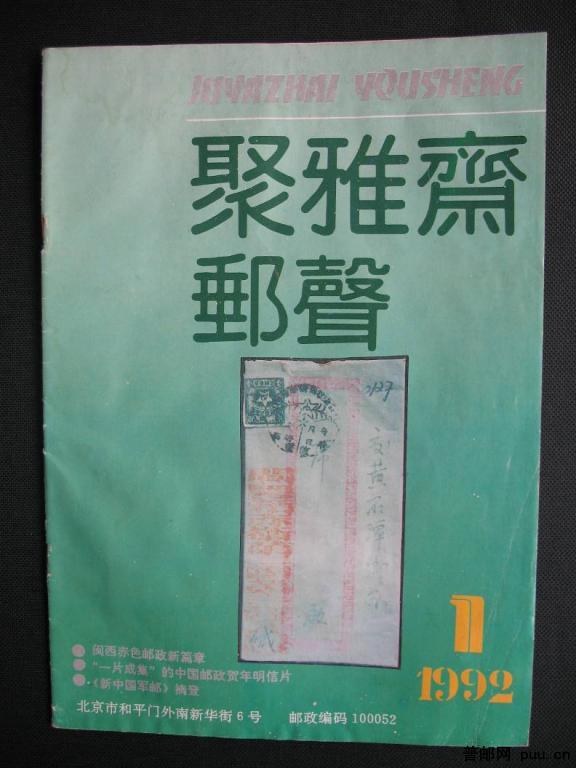 JUYAZHAI YOUSHENG
聚雅齋
郵聲
闽西赤色邮政新篇章
“一片成集”的中国邮政贺年明信片
《新中国军邮》摘登
1
1992
北京市和平门外南新华街6号 邮政编码 100052
普邮网 puu.cn